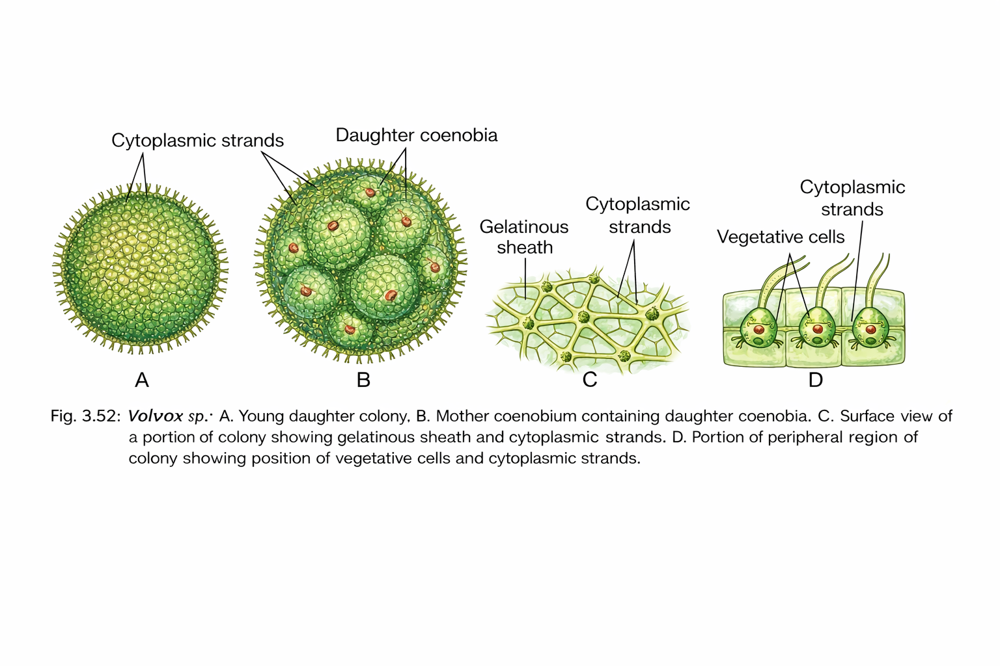 Cytoplasmic strands
Daughter coenobia
Gelatinous
sheath
Cytoplasmic
strands
Cytoplasmic
strands
Vegetative cells
A
B
C
D
Fig. 3.52: Volvox sp.· A. Young daughter colony, B. Mother coenobium containing daughter coenobia. C. Surface view of
a portion of colony showing gelatinous sheath and cytoplasmic strands. D. Portion of peripheral region of
colony showing position of vegetative cells and cytoplasmic strands.